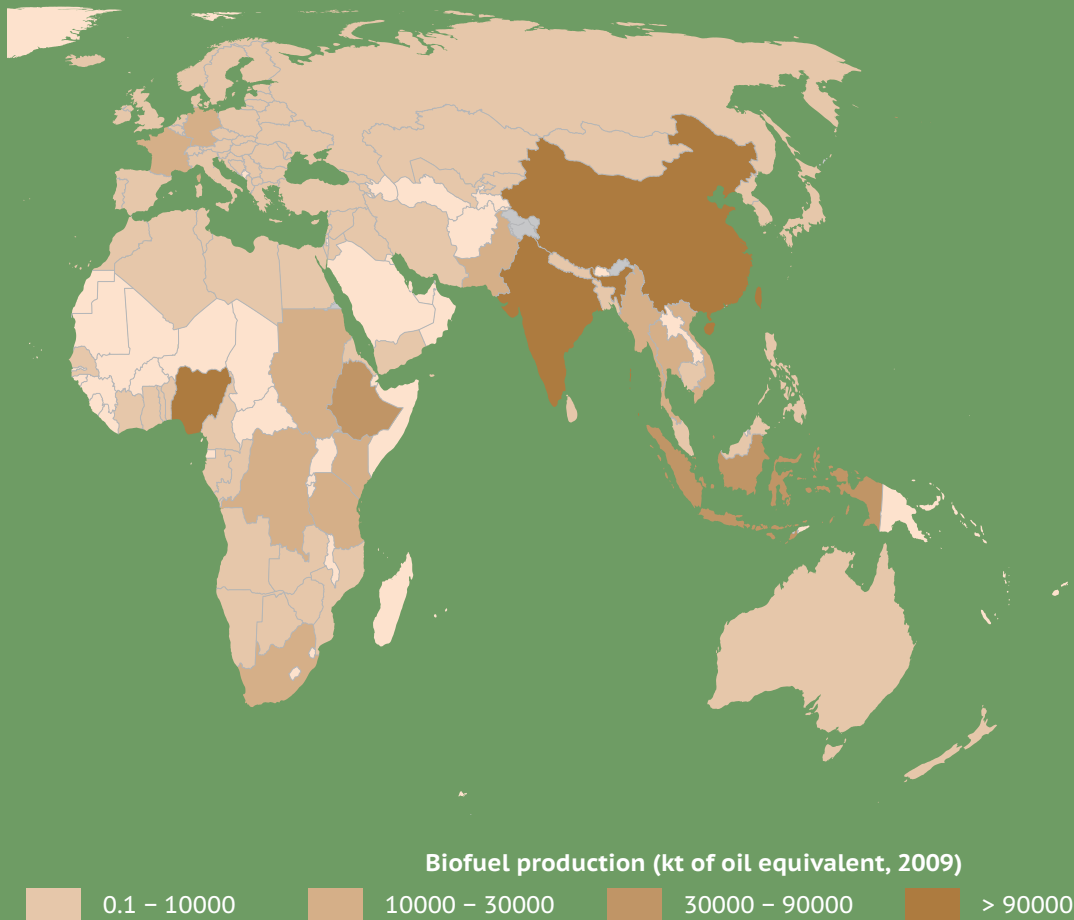 Biofuel production (kt of oil equivalent, 2009)
0.1 – 10000 10000 – 30000 30000 – 90000 > 90000